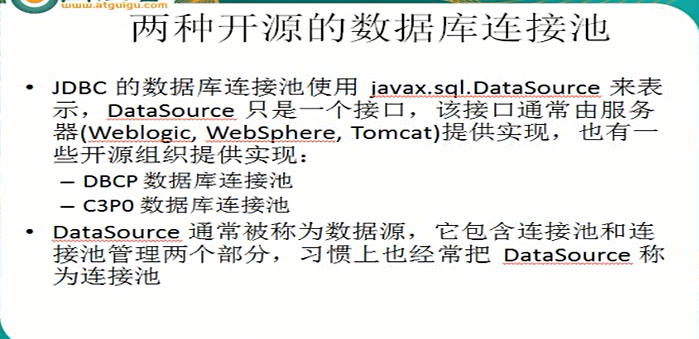 www.atguigu.com
两种开源的数据库连接池
• JDBC 的数据库连接池使用 javax.sql.DataSource 来表
示，DataSource 只是一个接口，该接口通常由服务
器(Weblogic, WebSphere, Tomcat)提供实现，也有一
些开源组织提供实现：
– DBCP 数据库连接池
– C3P0 数据库连接池
• DataSource 通常被称为数据源，它包含连接池和连
接池管理两个部分，习惯上也经常把 DataSource 称
为连接池